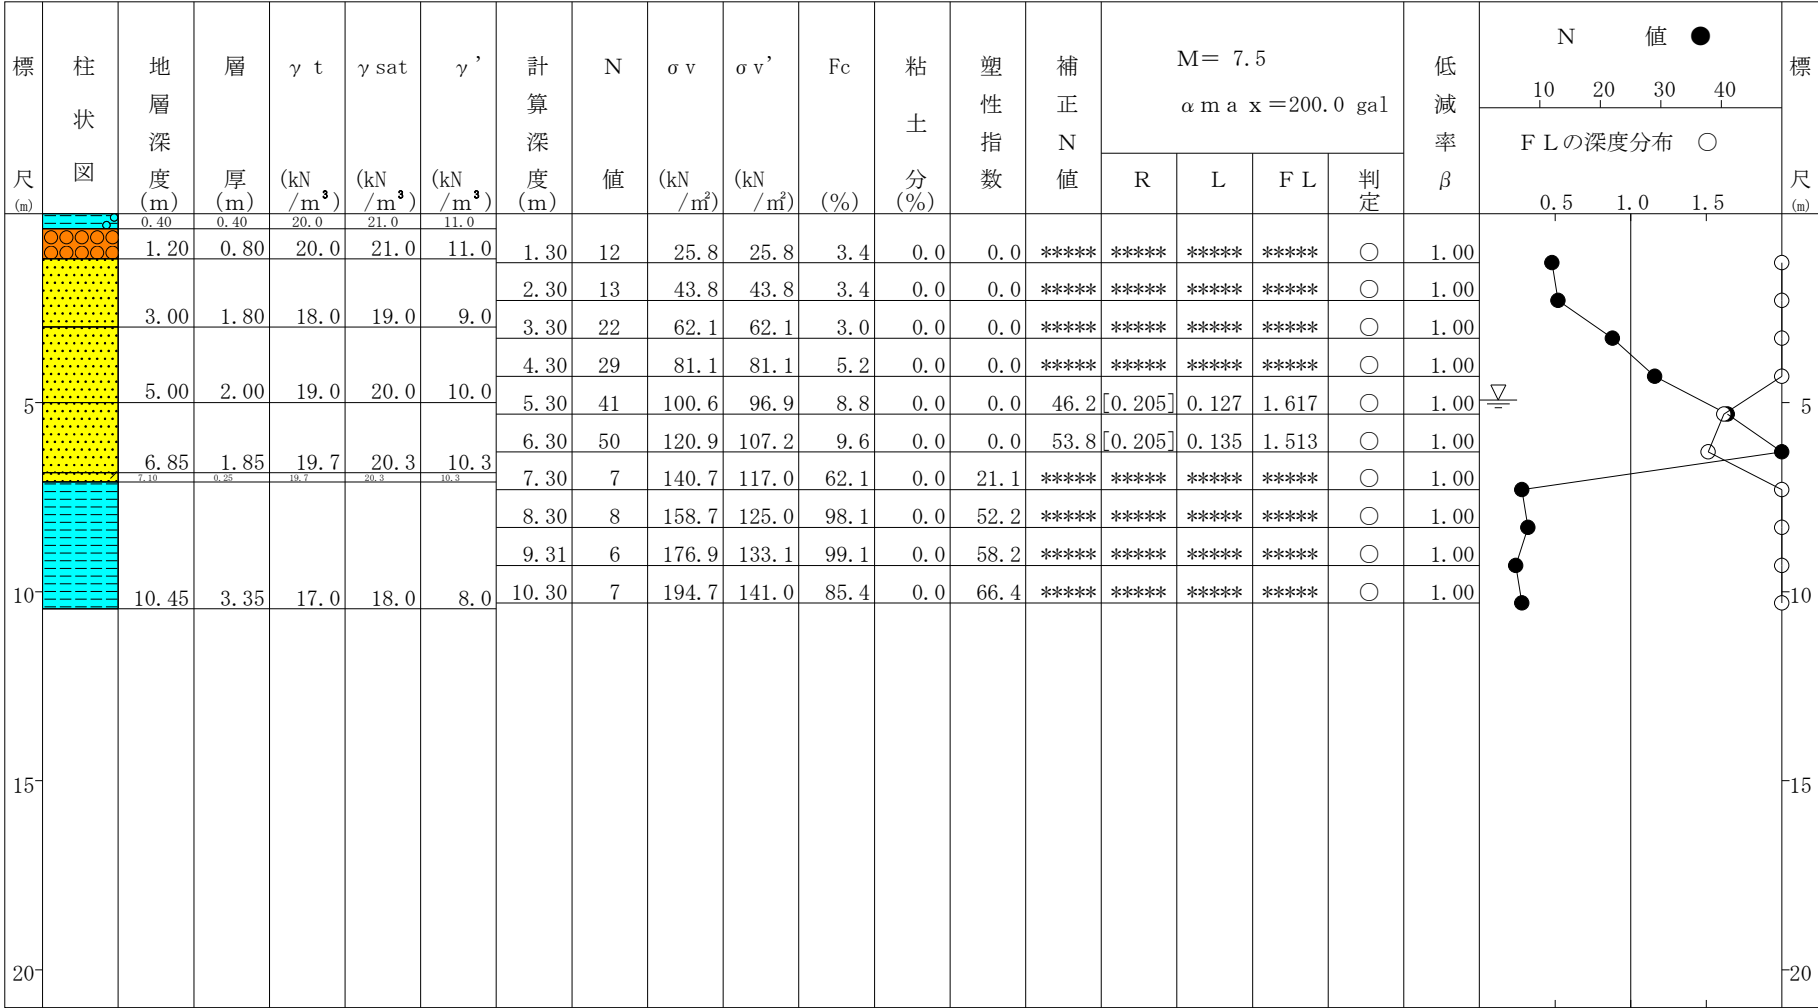 標尺(m) 柱状図 地層深度(m) 層厚(m) γt(kN/m³) γsat(kN/m³) γ'(kN/m³) 計算深度(m) N値 σv(kN/㎡) σv'(kN/㎡) Fc(%) 粘土分(%) 塑性指数 補正N値 M= 7.5 低減率β N 値 ● 標尺(m)
αmax=200.0 gal
10 20 30 40
R L FL 判定
FLの深度分布 ○
0.5 1.0 1.5
0.40 0.40 20.0 21.0 11.0
1.20 0.80 20.0 21.0 11.0
1.30 12 25.8 25.8 3.4 0.0 0.0 ***** ***** ***** ***** ○ 1.00
2.30 13 43.8 43.8 3.4 0.0 0.0 ***** ***** ***** ***** ○ 1.00
3.00 1.80 18.0 19.0 9.0
3.30 22 62.1 62.1 3.0 0.0 0.0 ***** ***** ***** ***** ○ 1.00
4.30 29 81.1 81.1 5.2 0.0 0.0 ***** ***** ***** ***** ○ 1.00
5.00 2.00 19.0 20.0 10.0
5 5.30 41 100.6 96.9 8.8 0.0 0.0 46.2 [0.205] 0.127 1.617 ○ 1.00 5
6.30 50 120.9 107.2 9.6 0.0 0.0 53.8 [0.205] 0.135 1.513 ○ 1.00
6.85 1.85 19.7 20.3 10.3
7.10 0.25 19.7 20.3 10.3
7.30 7 140.7 117.0 62.1 0.0 21.1 ***** ***** ***** ***** ○ 1.00
8.30 8 158.7 125.0 98.1 0.0 52.2 ***** ***** ***** ***** ○ 1.00
9.31 6 176.9 133.1 99.1 0.0 58.2 ***** ***** ***** ***** ○ 1.00
10 10.45 3.35 17.0 18.0 8.0 10.30 7 194.7 141.0 85.4 0.0 66.4 ***** ***** ***** ***** ○ 1.00 10
15 15
20 20